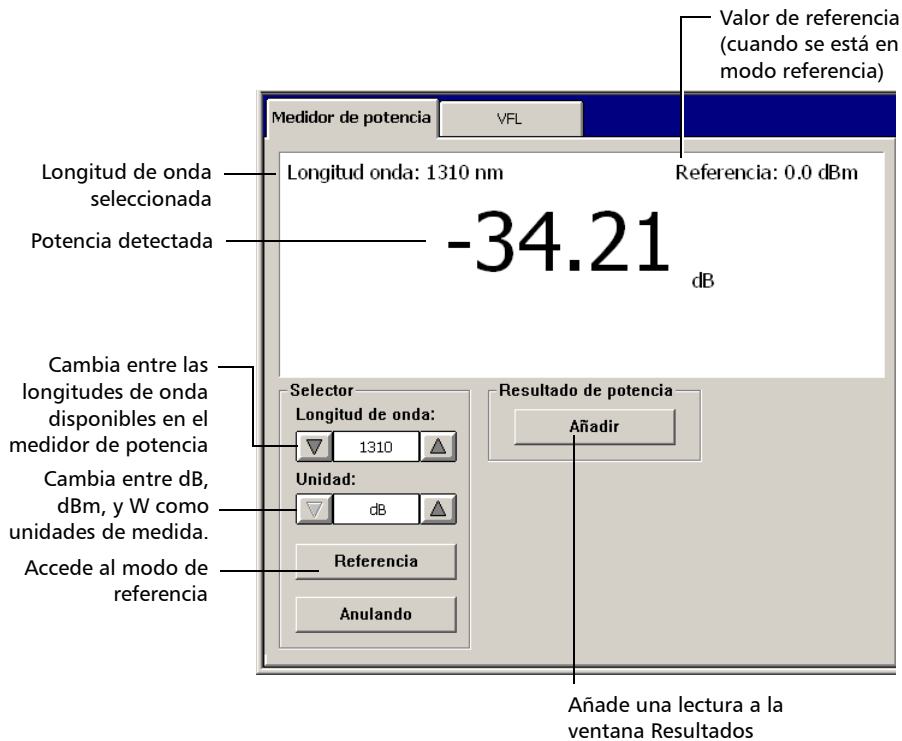 Valor de referencia
(cuando se está en
modo referencia)
Medidor de potencia
VFL
Longitud de onda
seleccionada
Longitud onda: 1310 nm
Referencia: 0.0 dBm
Potencia detectada
-34.21
dB
Cambia entre las
longitudes de onda
disponibles en el
medidor de potencia
Cambia entre dB,
dBm, y W como
unidades de medida.
Accede al modo de
referencia
Selector
Longitud de onda:
1310
Unidad:
dB
Referencia
Anulando
Resultado de potencia
Añadir
Añade una lectura a la
ventana Resultados